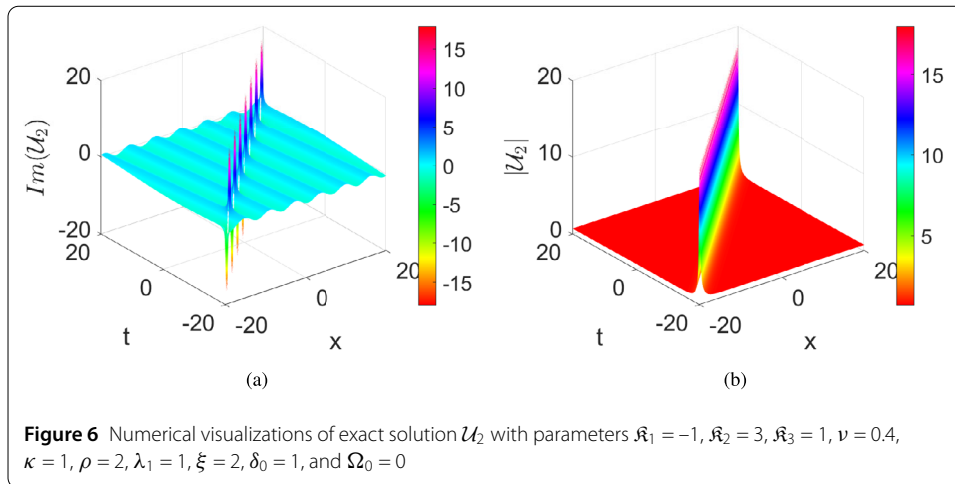 20
0
-20
Im(𝒰₂)
20
0
-20
t
-20
0
20
x
15
10
5
0
-5
-10
-15
(a)
20
10
0
|𝒰₂|
20
0
-20
t
-20
0
20
x
15
10
5
(b)
Figure 6 Numerical visualizations of exact solution 𝒰₂ with parameters 𝕶₁ = –1, 𝕶₂ = 3, 𝕶₃ = 1, ν = 0.4,
κ = 1, ρ = 2, λ₁ = 1, ξ = 2, δ₀ = 1, and Ω₀ = 0